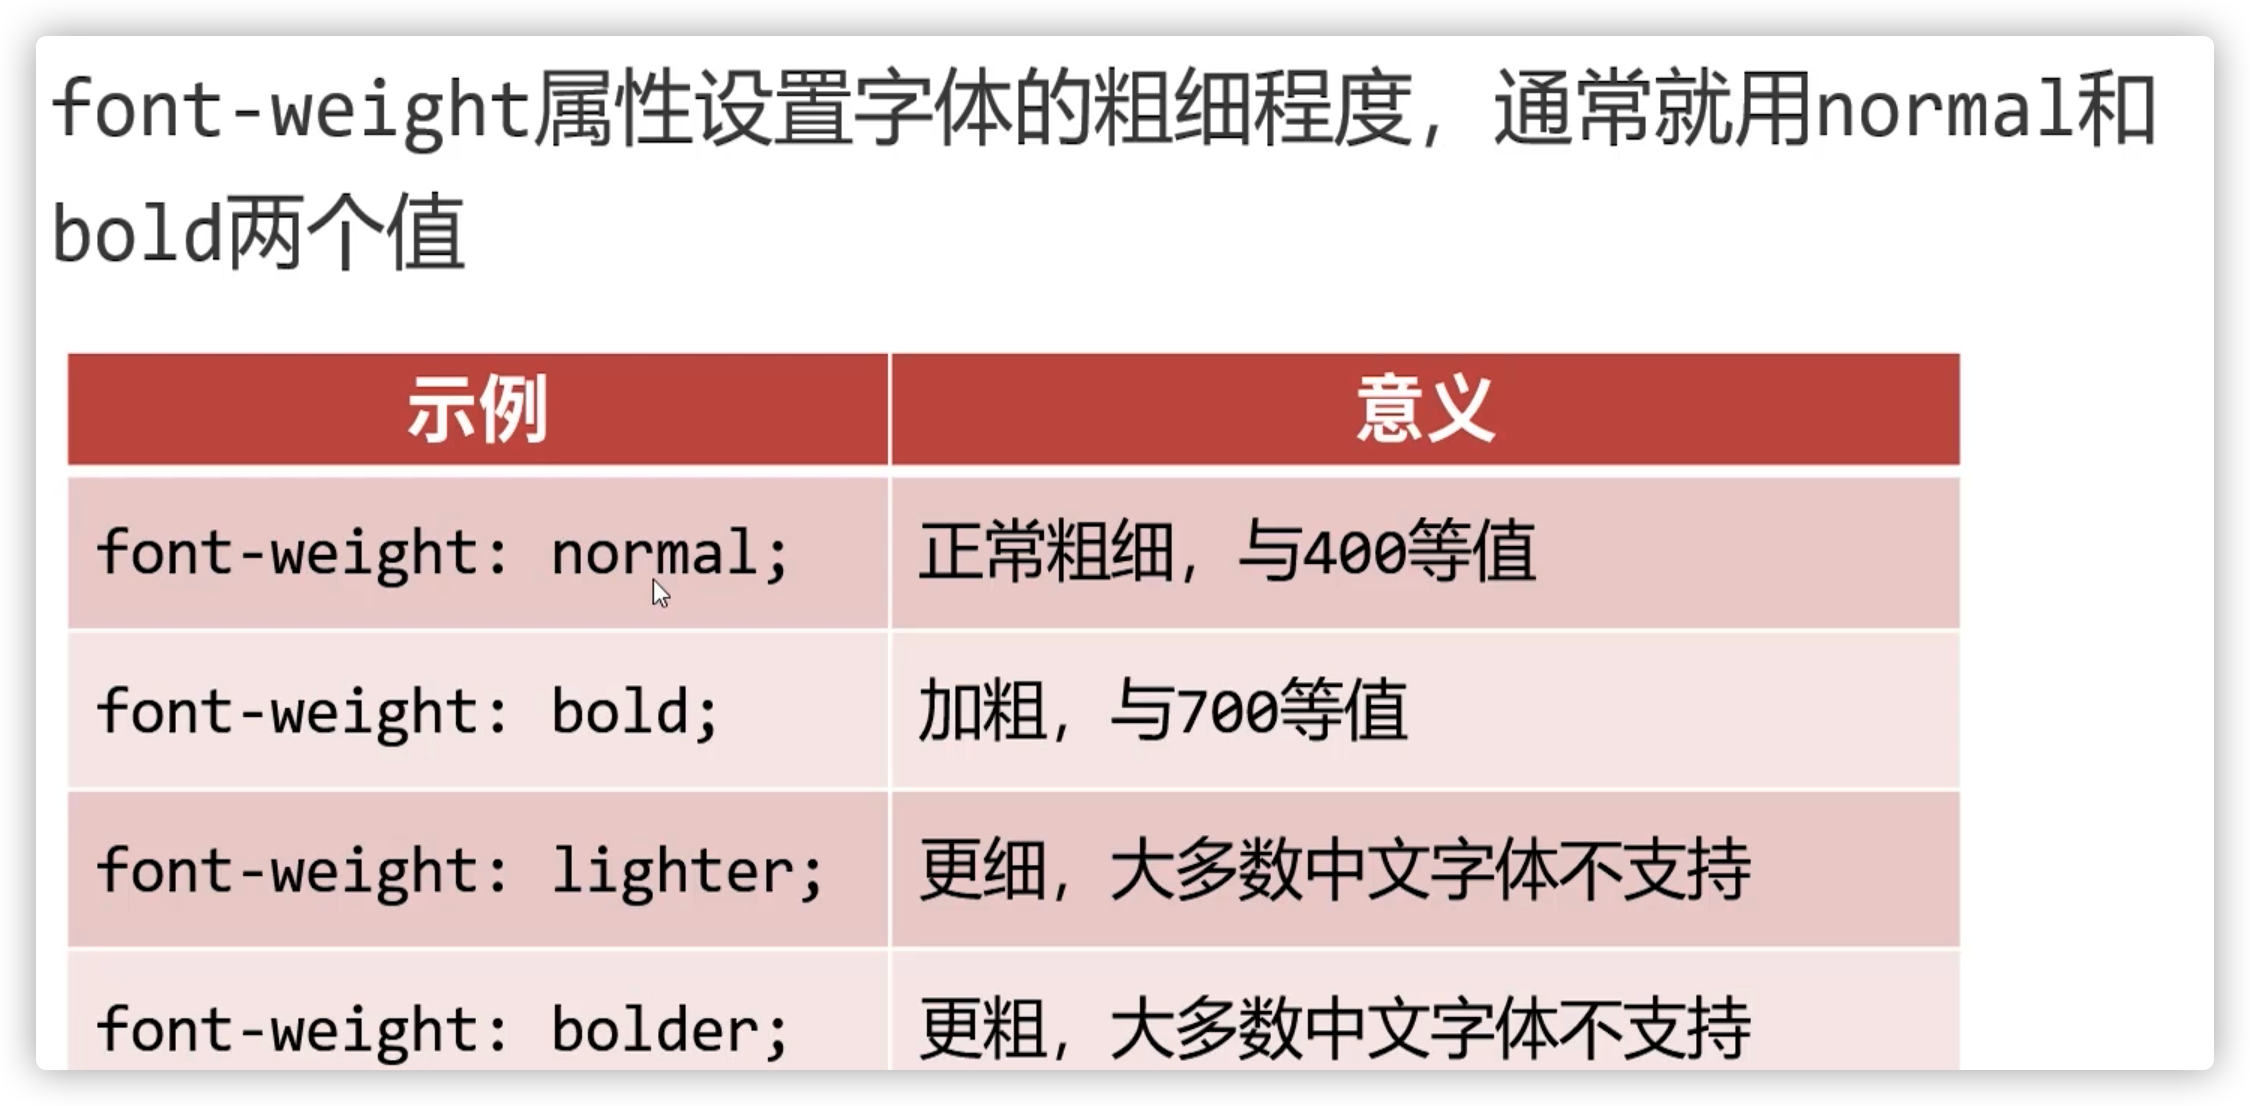 font-weight属性设置字体的粗细程度，通常就用normal和
bold两个值
示例 意义
font-weight: normal; 正常粗细，与400等值
font-weight: bold; 加粗，与700等值
font-weight: lighter; 更细，大多数中文字体不支持
font-weight: bolder; 更粗，大多数中文字体不支持